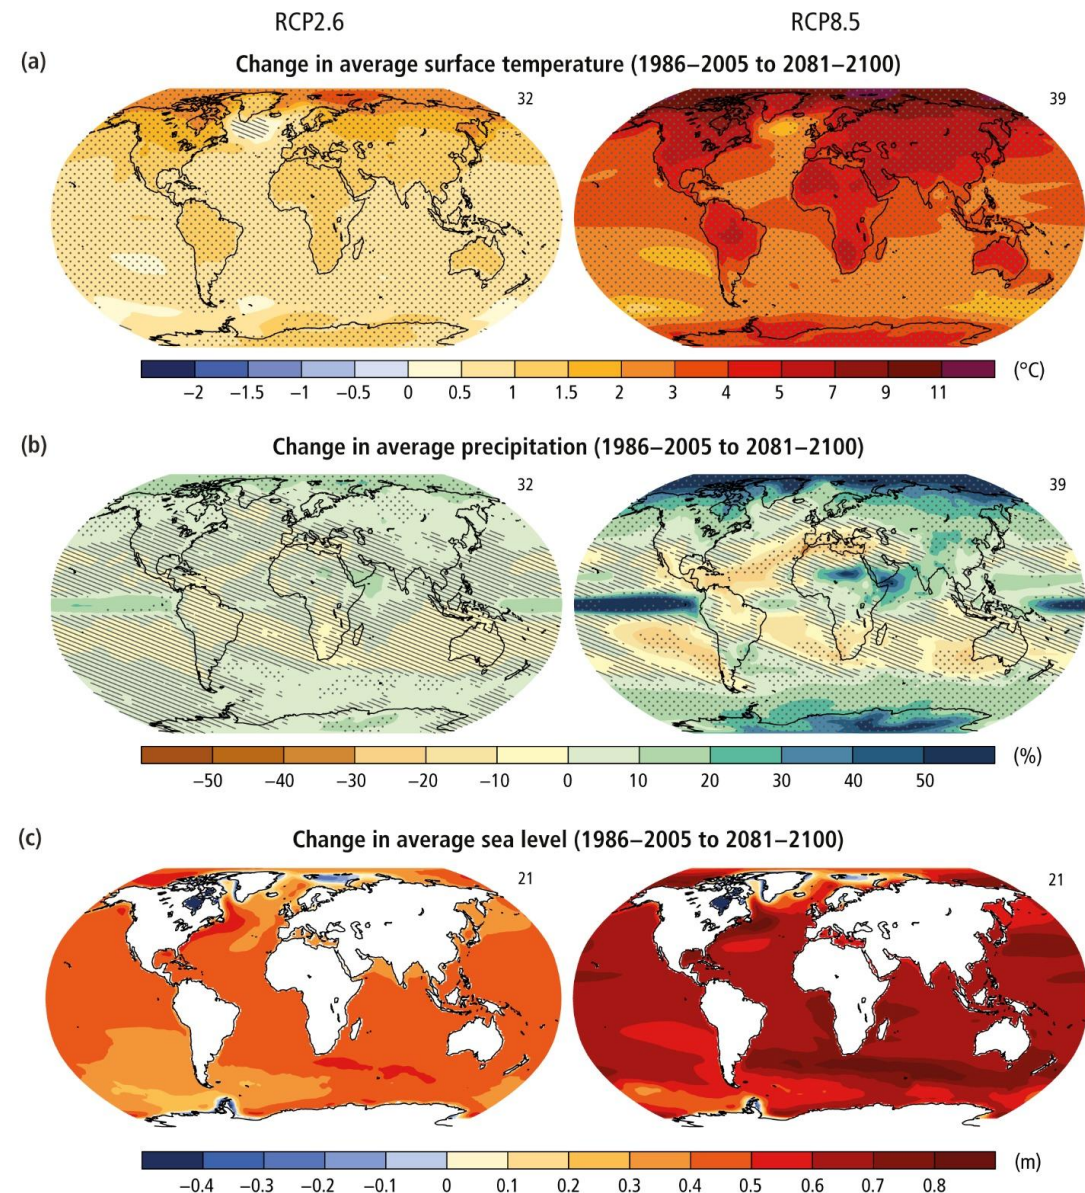 RCP2.6 RCP8.5
(a) Change in average surface temperature (1986–2005 to 2081–2100)
32 39
−2 −1.5 −1 −0.5 0 0.5 1 1.5 2 3 4 5 7 9 11 (°C)
(b) Change in average precipitation (1986–2005 to 2081–2100)
32 39
−50 −40 −30 −20 −10 0 10 20 30 40 50 (%)
(c) Change in average sea level (1986–2005 to 2081–2100)
21 21
−0.4 −0.3 −0.2 −0.1 0 0.1 0.2 0.3 0.4 0.5 0.6 0.7 0.8 (m)